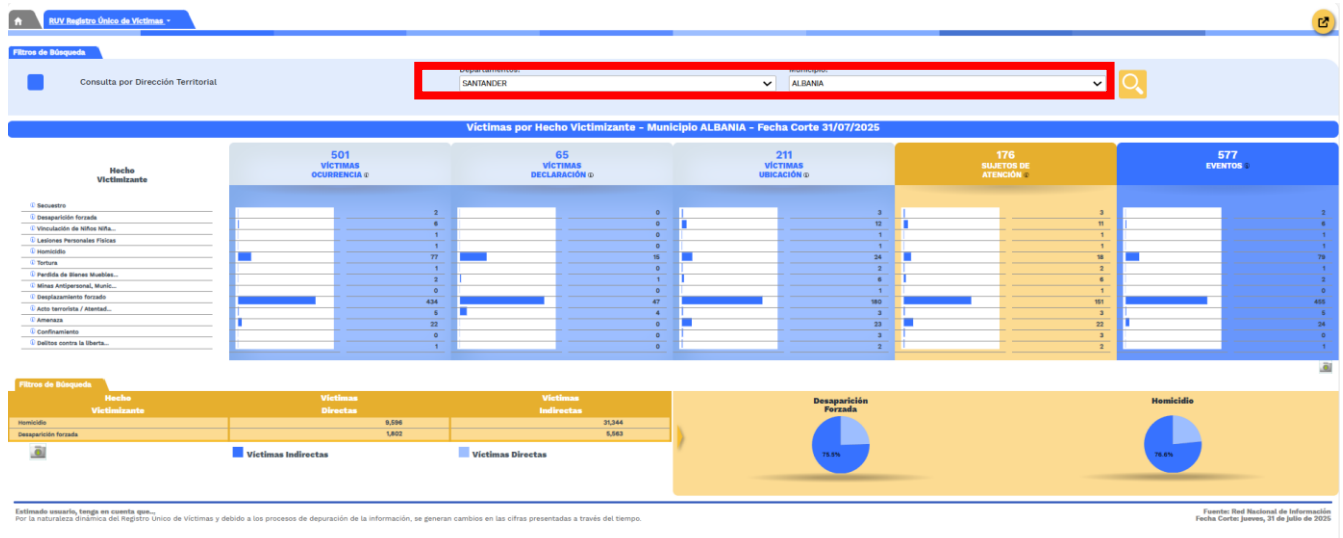 RUV Registro Único de Víctimas
Filtros de Búsqueda
Consulta por Dirección Territorial
Departamentos:
Municipio:
SANTANDER
ALBANIA
Víctimas por Hecho Victimizante - Municipio ALBANIA - Fecha Corte 31/07/2025
Hecho
Victimizante
501
VÍCTIMAS
OCURRENCIA
65
VÍCTIMAS
DECLARACIÓN
211
VÍCTIMAS
UBICACIÓN
176
SUJETOS DE
ATENCIÓN
577
EVENTOS
Secuestro 2 0 3 3 2
Desaparición forzada 6 0 12 11 6
Vinculación de Niños Niña... 1 0 1 1 1
Lesiones Personales Físicas 1 0 1 1 1
Homicidio 77 15 24 18 79
Tortura 1 0 2 2 1
Perdida de Bienes Muebles... 2 1 6 6 2
Minas Antipersonal, Munic... 0 0 1 1 0
Desplazamiento forzado 434 47 180 151 455
Acto terrorista / Atentad... 5 4 3 3 5
Amenaza 22 0 23 22 24
Confinamiento 0 0 3 3 0
Delitos contra la liberta... 1 0 2 2 1
Filtros de Búsqueda
Hecho
Victimizante
Víctimas
Directas
Víctimas
Indirectas
Homicidio 9,596 31,344
Desaparición forzada 1,802 5,563
Víctimas Indirectas
Víctimas Directas
Desaparición
Forzada
75.5%
Homicidio
76.6%
Estimado usuario, tenga en cuenta que...
Por la naturaleza dinámica del Registro Único de Víctimas y debido a los procesos de depuración de la información, se generan cambios en las cifras presentadas a través del tiempo.
Fuente: Red Nacional de Información
Fecha Corte: jueves, 31 de julio de 2025